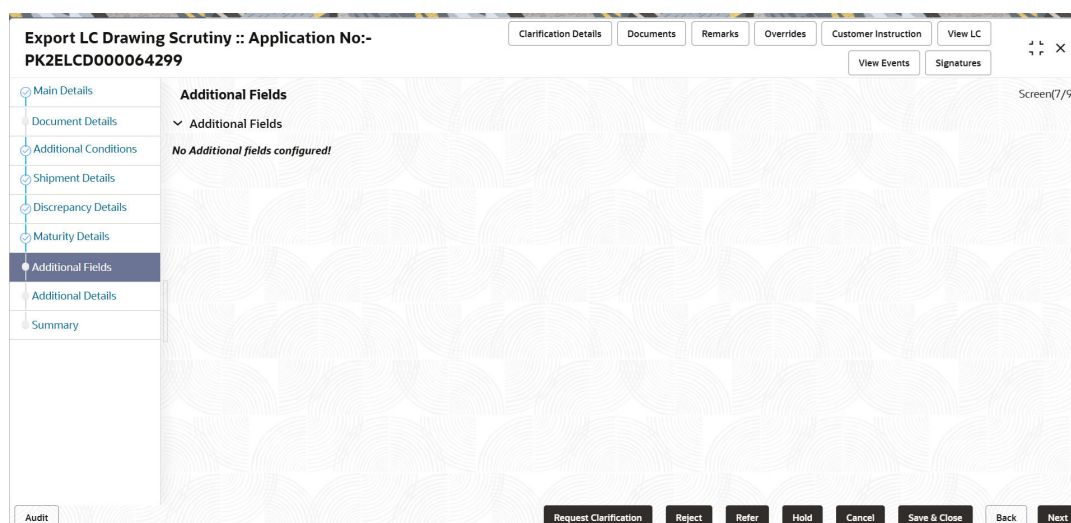 Export LC Drawing Scrutiny :: Application No:-
PK2ELCD000064299
Clarification Details
Documents
Remarks
Overrides
Customer Instruction
View LC
View Events
Signatures
Main Details
Document Details
Additional Conditions
Shipment Details
Discrepancy Details
Maturity Details
Additional Fields
Additional Details
Summary
Additional Fields
Screen(7/9
Additional Fields
No Additional fields configured!
Audit
Request Clarification
Reject
Refer
Hold
Cancel
Save & Close
Back
Next